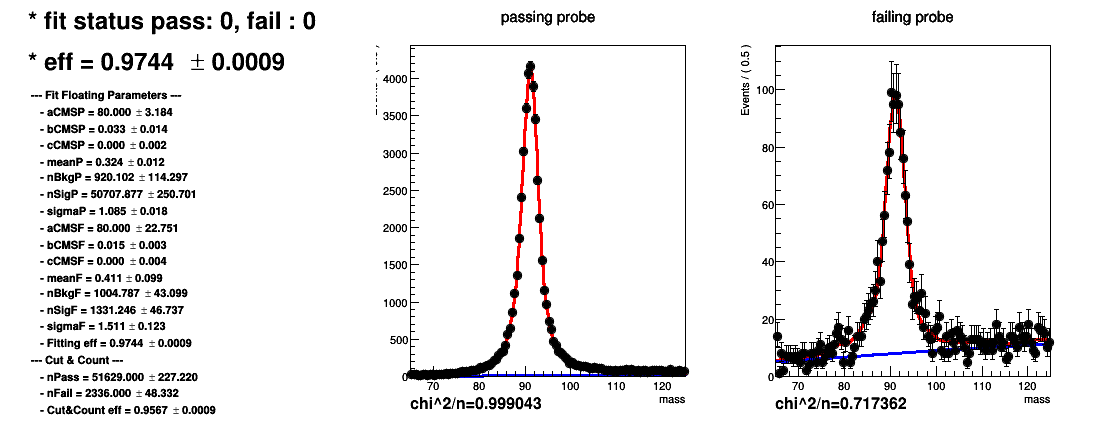 * fit status pass: 0, fail : 0
* eff = 0.9744 ± 0.0009
--- Fit Floating Parameters ---
- aCMSP = 80.000 ± 3.184
- bCMSP = 0.033 ± 0.014
- cCMSP = 0.000 ± 0.002
- meanP = 0.324 ± 0.012
- nBkgP = 920.102 ± 114.297
- nSigP = 50707.877 ± 250.701
- sigmaP = 1.085 ± 0.018
- aCMSF = 80.000 ± 22.751
- bCMSF = 0.015 ± 0.003
- cCMSF = 0.000 ± 0.004
- meanF = 0.411 ± 0.099
- nBkgF = 1004.787 ± 43.099
- nSigF = 1331.246 ± 46.737
- sigmaF = 1.511 ± 0.123
- Fitting eff = 0.9744 ± 0.0009
--- Cut & Count ---
- nPass = 51629.000 ± 227.220
- nFail = 2336.000 ± 48.332
- Cut&Count eff = 0.9567 ± 0.0009
passing probe
4000
3500
3000
2500
2000
1500
1000
500
0
70 80 90 100 110 120
mass
chi^2/n=0.999043
failing probe
Events / ( 0.5 )
100
80
60
40
20
0
70 80 90 100 110 120
mass
chi^2/n=0.717362